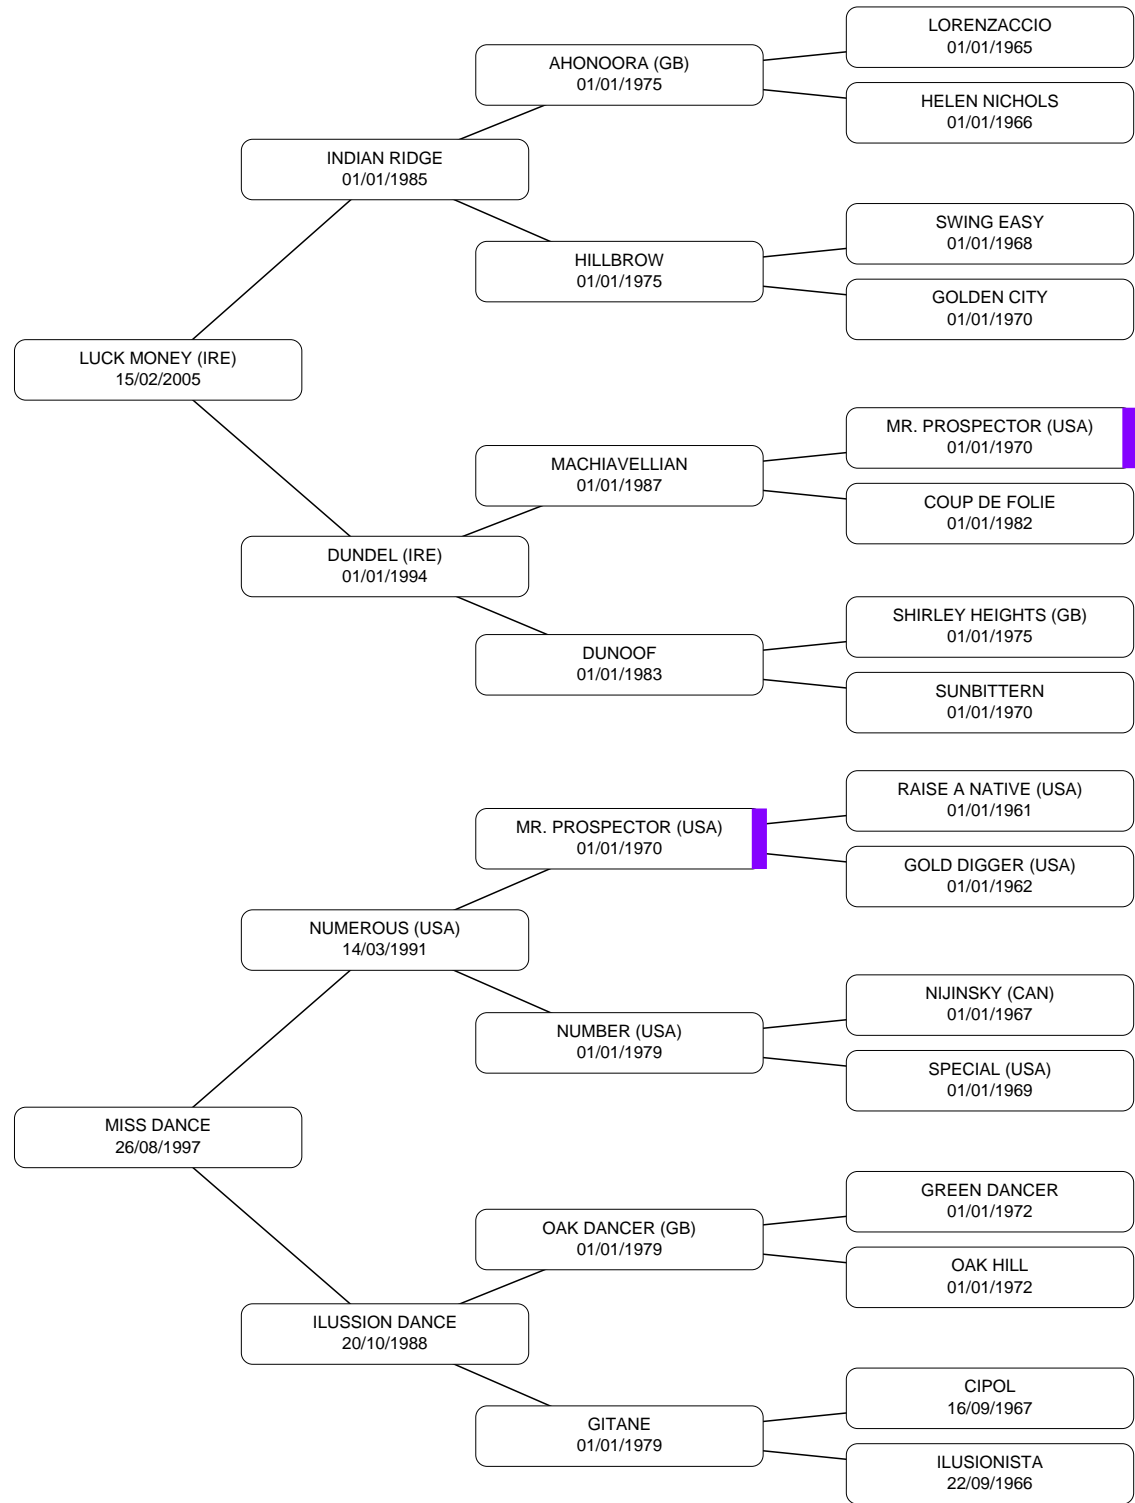 LORENZACCIO
01/01/1965
AHONOORA (GB)
01/01/1975
HELEN NICHOLS
01/01/1966
INDIAN RIDGE
01/01/1985
SWING EASY
01/01/1968
HILLBROW
01/01/1975
GOLDEN CITY
01/01/1970
LUCK MONEY (IRE)
15/02/2005
MR. PROSPECTOR (USA)
01/01/1970
MACHIAVELLIAN
01/01/1987
COUP DE FOLIE
01/01/1982
DUNDEL (IRE)
01/01/1994
SHIRLEY HEIGHTS (GB)
01/01/1975
DUNOOF
01/01/1983
SUNBITTERN
01/01/1970
RAISE A NATIVE (USA)
01/01/1961
MR. PROSPECTOR (USA)
01/01/1970
GOLD DIGGER (USA)
01/01/1962
NUMEROUS (USA)
14/03/1991
NIJINSKY (CAN)
01/01/1967
NUMBER (USA)
01/01/1979
SPECIAL (USA)
01/01/1969
MISS DANCE
26/08/1997
GREEN DANCER
01/01/1972
OAK DANCER (GB)
01/01/1979
OAK HILL
01/01/1972
ILUSSION DANCE
20/10/1988
CIPOL
16/09/1967
GITANE
01/01/1979
ILUSIONISTA
22/09/1966